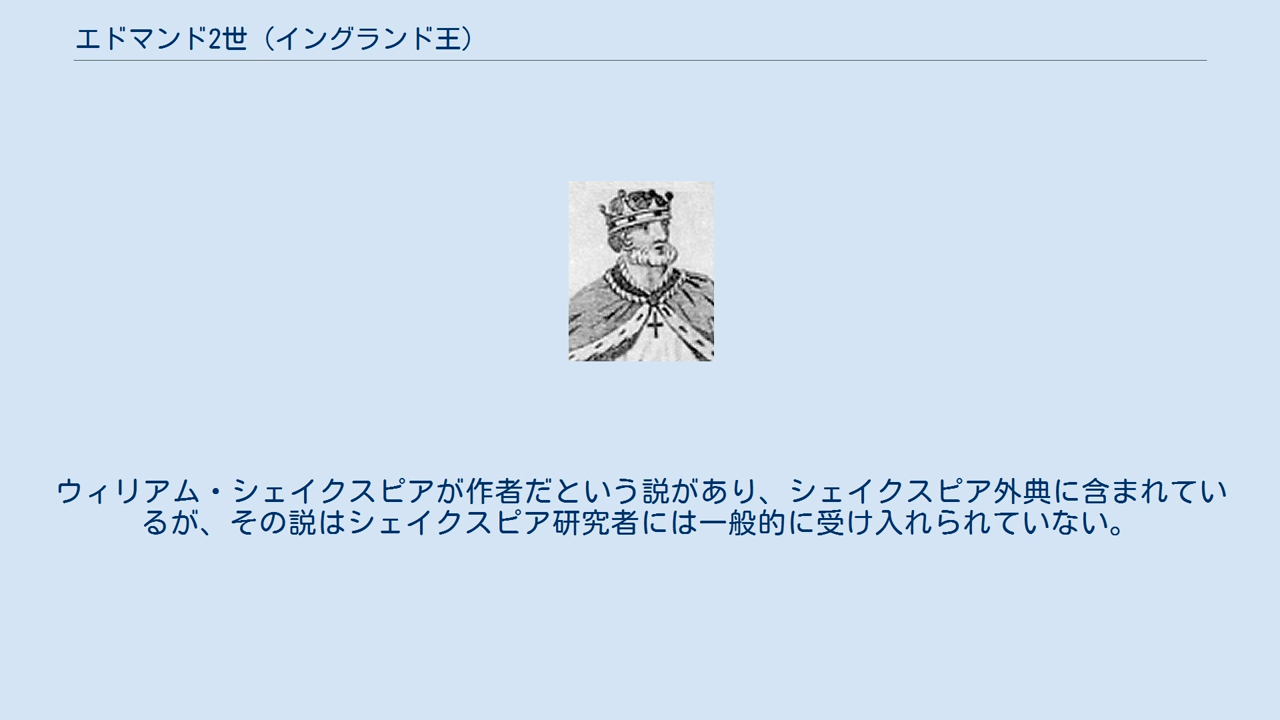 エドマンド2世（イングランド王）
ウィリアム・シェイクスピアが作者だという説があり、シェイクスピア外典に含まれてい
るが、その説はシェイクスピア研究者には一般的に受け入れられていない。